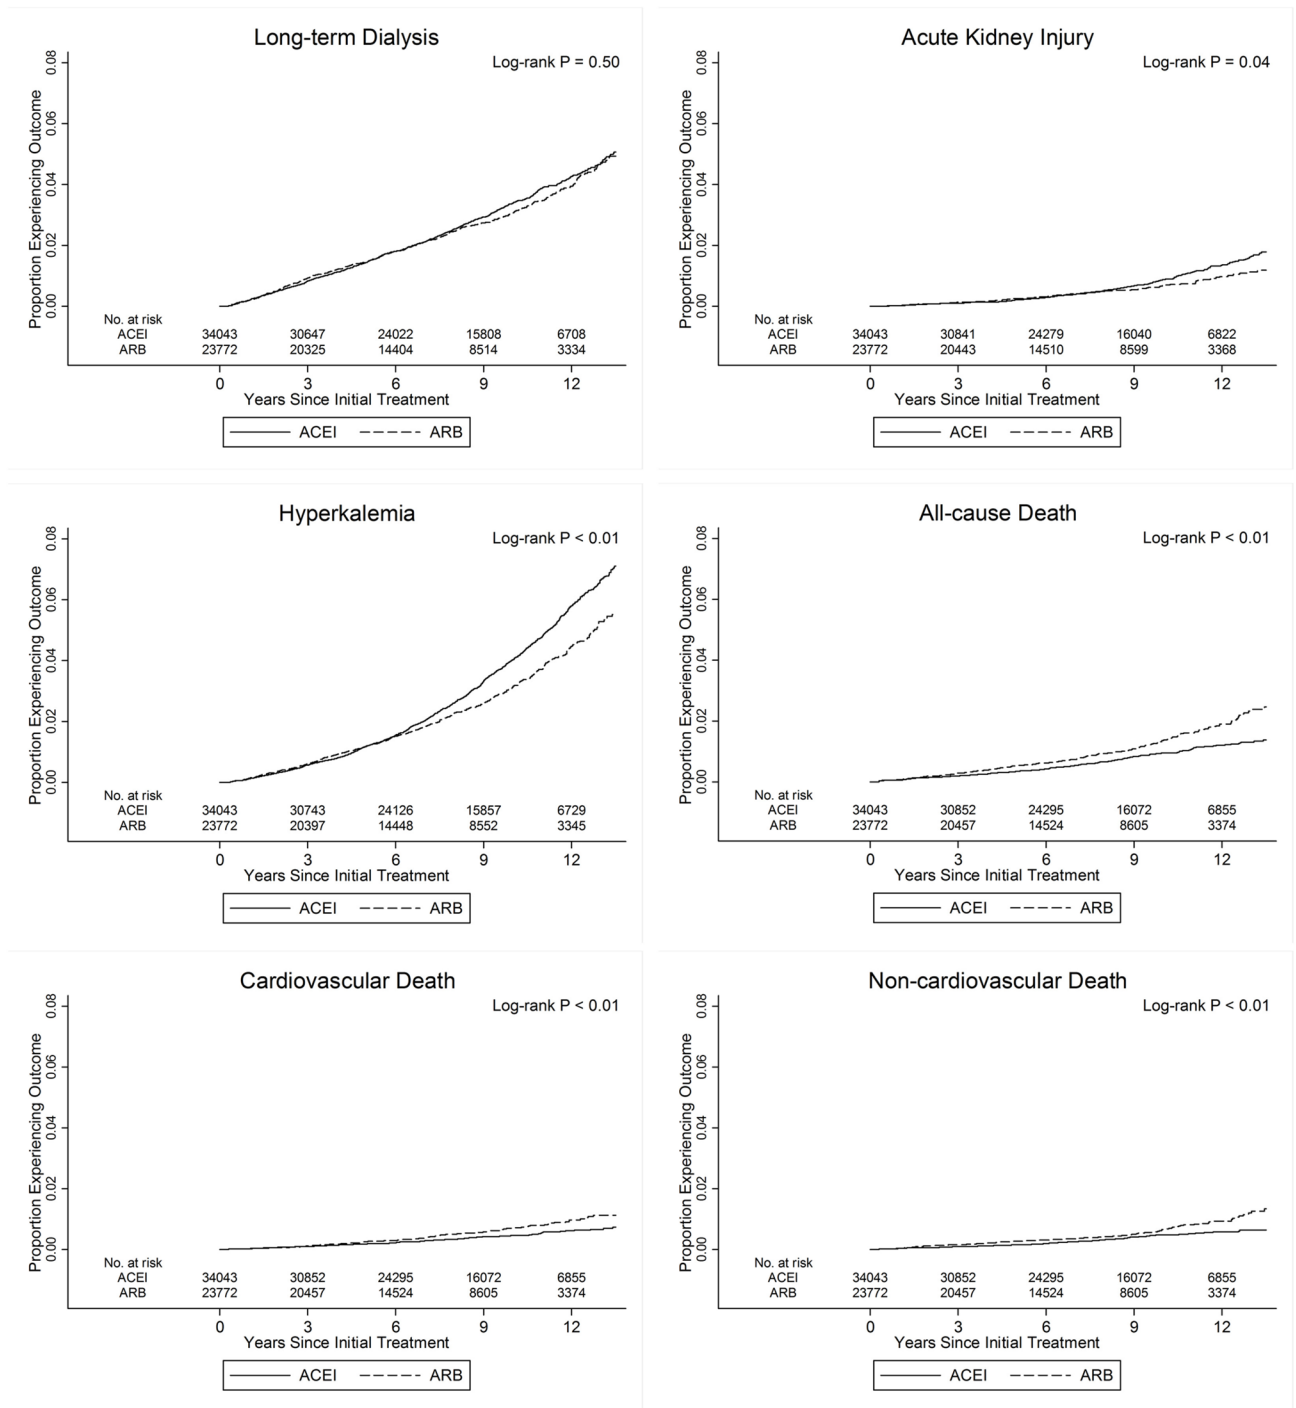 Long-term Dialysis
Log-rank P = 0.50
Proportion Experiencing Outcome
0.08
0.06
0.04
0.02
0.00
No. at risk
ACEI 34043 30647 24022 15808 6708
ARB 23772 20325 14404 8514 3334
0 3 6 9 12
Years Since Initial Treatment
ACEI ARB
Acute Kidney Injury
Log-rank P = 0.04
Proportion Experiencing Outcome
0.08
0.06
0.04
0.02
0.00
No. at risk
ACEI 34043 30841 24279 16040 6822
ARB 23772 20443 14510 8599 3368
0 3 6 9 12
Years Since Initial Treatment
ACEI ARB
Hyperkalemia
Log-rank P < 0.01
Proportion Experiencing Outcome
0.08
0.06
0.04
0.02
0.00
No. at risk
ACEI 34043 30743 24126 15857 6729
ARB 23772 20397 14448 8552 3345
0 3 6 9 12
Years Since Initial Treatment
ACEI ARB
All-cause Death
Log-rank P < 0.01
Proportion Experiencing Outcome
0.08
0.06
0.04
0.02
0.00
No. at risk
ACEI 34043 30852 24295 16072 6855
ARB 23772 20457 14524 8605 3374
0 3 6 9 12
Years Since Initial Treatment
ACEI ARB
Cardiovascular Death
Log-rank P < 0.01
Proportion Experiencing Outcome
0.08
0.06
0.04
0.02
0.00
No. at risk
ACEI 34043 30852 24295 16072 6855
ARB 23772 20457 14524 8605 3374
0 3 6 9 12
Years Since Initial Treatment
ACEI ARB
Non-cardiovascular Death
Log-rank P < 0.01
Proportion Experiencing Outcome
0.08
0.06
0.04
0.02
0.00
No. at risk
ACEI 34043 30852 24295 16072 6855
ARB 23772 20457 14524 8605 3374
0 3 6 9 12
Years Since Initial Treatment
ACEI ARB